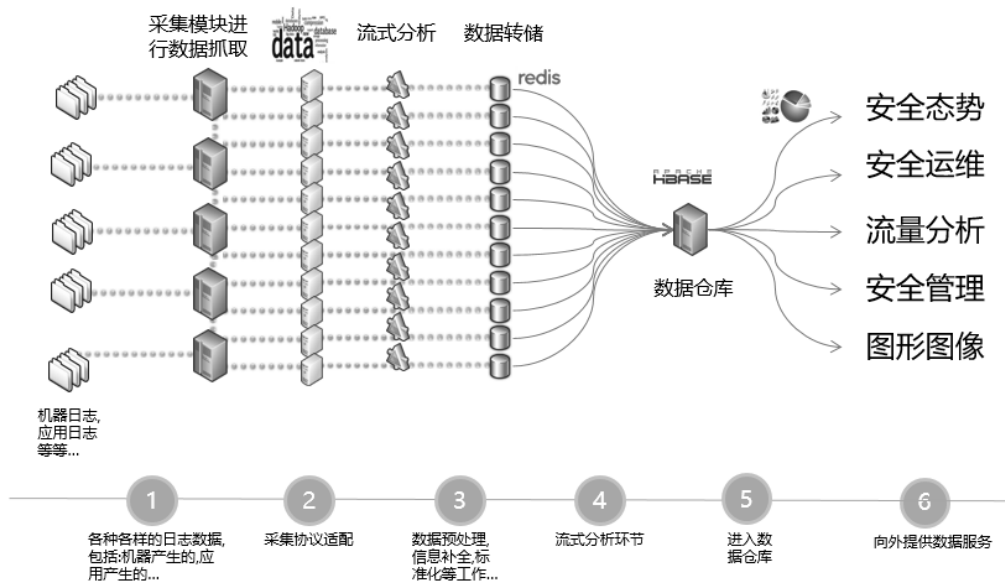 采集模块进
行数据抓取
Hadoop
database
data
流式分析
数据转储
redis
APACHE
HBASE
数据仓库
安全态势
安全运维
流量分析
安全管理
图形图像
机器日志,
应用日志
等等...
1
2
3
4
5
6
各种各样的日志数据,
包括:机器产生的,应
用产生的...
采集协议适配
数据预处理,
信息补全,标
准化等工作...
流式分析环节
进入数
据仓库
向外提供数据服务